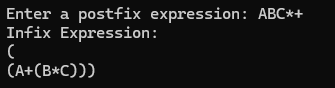 Enter a postfix expression: ABC*+
Infix Expression:
(
(A+(B*C)))